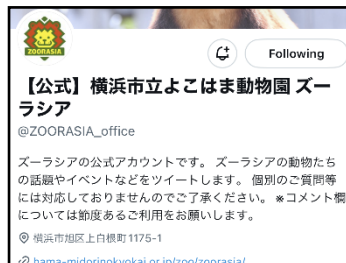 ZOORASIA
Following
【公式】横浜市立よこはま動物園 ズー
ラシア
@ZOORASIA_office
ズーラシアの公式アカウントです。 ズーラシアの動物たち
の話題やイベントなどをツイートします。 個別のご質問等
には対応しておりませんのでご了承ください。 ※コメント欄
については節度あるご利用をお願いします。
横浜市旭区上白根町1175-1
hama-midorinokyokai.or.jp/zoo/zoorasia/